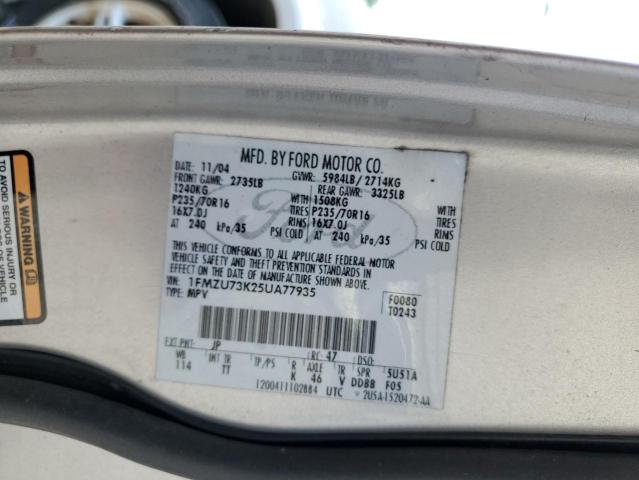 MFD. BY FORD MOTOR CO.
DATE: 11/04 GVWR: 5984LB/2714KG
FRONT GAWR: 2735LB REAR GAWR: 3325LB
1240KG WITH 1508KG WITH
P235/70R16 TIRES P235/70R16 TIRES
16X7.0J RIMS 16X7.0J RIMS
AT 240 kPa/35 PSI COLD AT 240 kPa/35 PSI COLD
THIS VEHICLE CONFORMS TO ALL APPLICABLE FEDERAL MOTOR
VEHICLE SAFETY AND THEFT PREVENTION STANDARDS IN
EFFECT ON THE DATE OF MANUFACTURE SHOWN ABOVE.
VIN: 1FMZU73K25UA77935
TYPE: MPV
F0080
T0243
Ford
EXT PNT: JP RC: 47 DSO:
WB INT TR TP/PS R AXLE TR SPR 5U51A
114 TT K 46 V DDBB F05
1200411102884 UTC 2U5A-1520472-AA
WARNING
TO AVOID SERIOUS INJURY OR